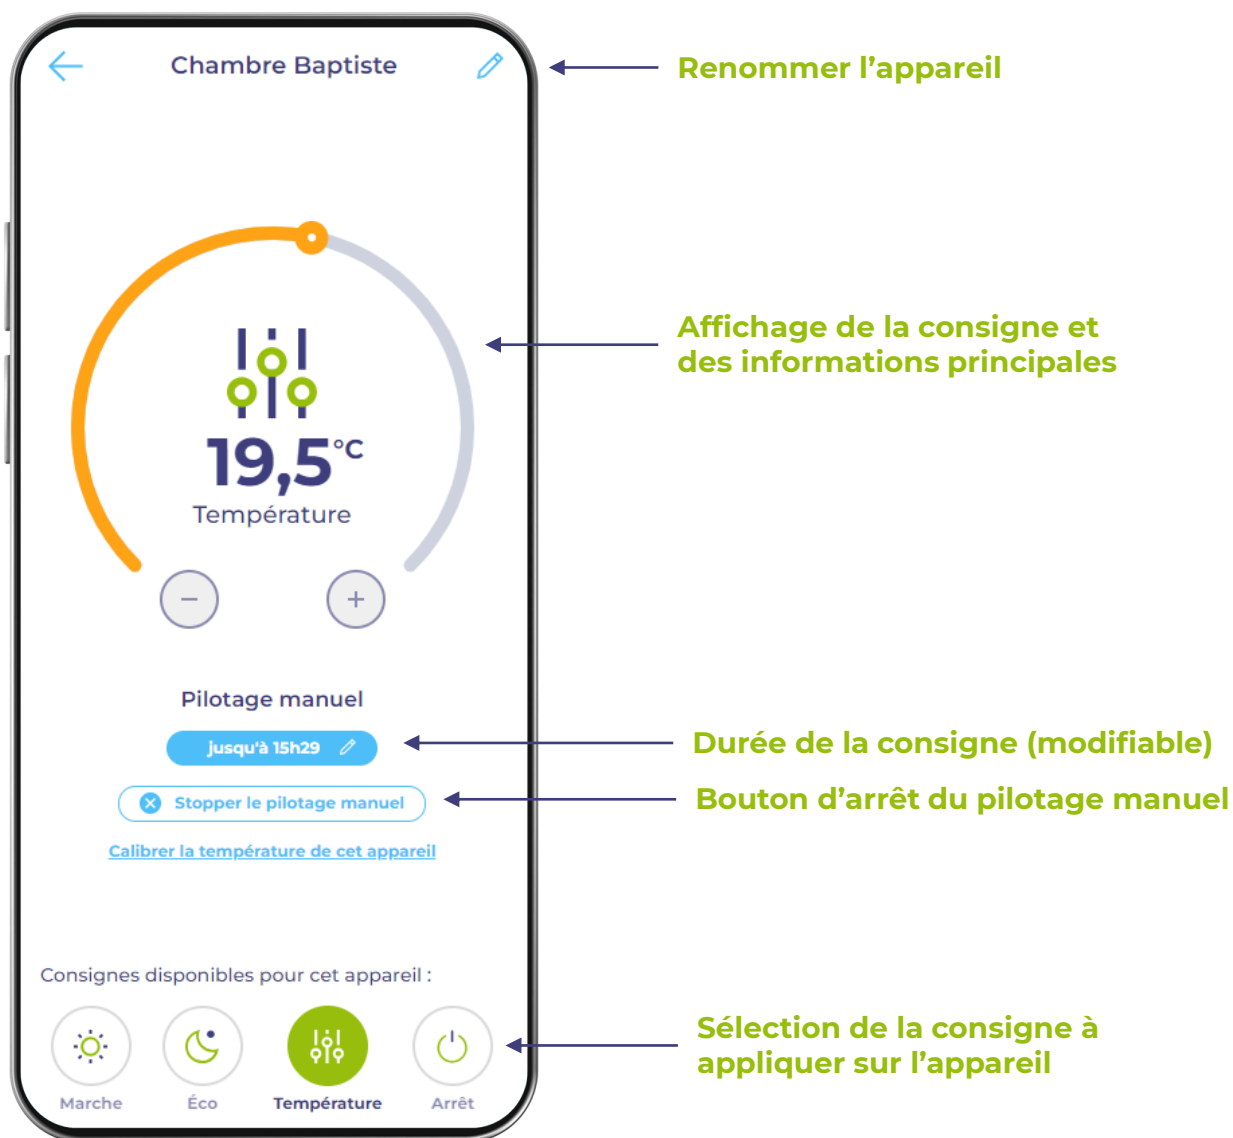 Chambre Baptiste
Renommer l’appareil
Affichage de la consigne et
des informations principales
19,5°C
Température
−
+
Pilotage manuel
jusqu'à 15h29
Durée de la consigne (modifiable)
Stopper le pilotage manuel
Bouton d’arrêt du pilotage manuel
Calibrer la température de cet appareil
Consignes disponibles pour cet appareil :
Sélection de la consigne à
appliquer sur l’appareil
Marche
Éco
Température
Arrêt